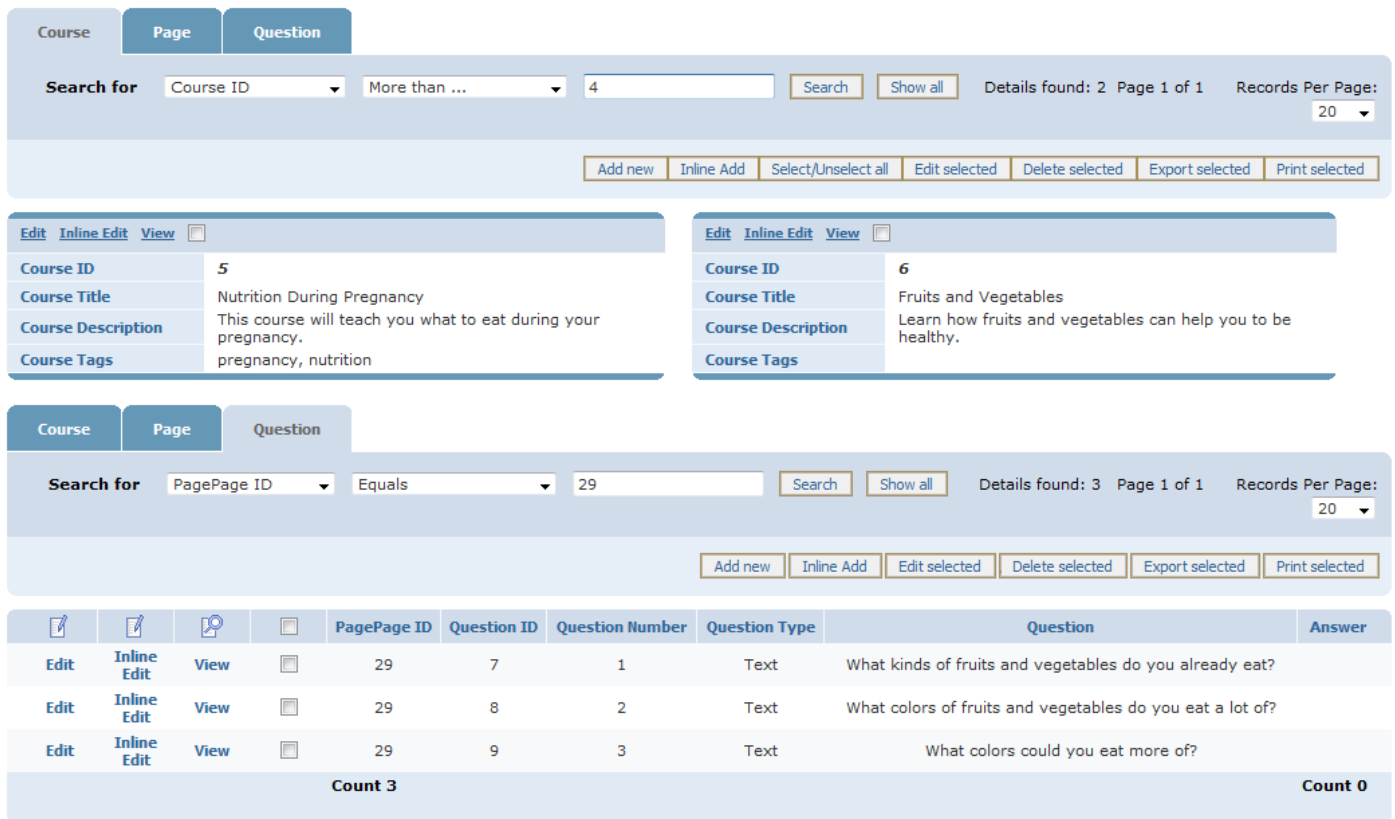 Course Page Question
Search for Course ID More than ... 4 Search Show all Details found: 2 Page 1 of 1 Records Per Page:
20
Add new Inline Add Select/Unselect all Edit selected Delete selected Export selected Print selected
Edit Inline Edit View
Course ID 5
Course Title Nutrition During Pregnancy
Course Description This course will teach you what to eat during your
pregnancy.
Course Tags pregnancy, nutrition
Edit Inline Edit View
Course ID 6
Course Title Fruits and Vegetables
Course Description Learn how fruits and vegetables can help you to be
healthy.
Course Tags
Course Page Question
Search for PagePage ID Equals 29 Search Show all Details found: 3 Page 1 of 1 Records Per Page:
20
Add new Inline Add Edit selected Delete selected Export selected Print selected
PagePage ID Question ID Question Number Question Type Question Answer
Edit Inline Edit View 29 7 1 Text What kinds of fruits and vegetables do you already eat?
Edit Inline Edit View 29 8 2 Text What colors of fruits and vegetables do you eat a lot of?
Edit Inline Edit View 29 9 3 Text What colors could you eat more of?
Count 3 Count 0